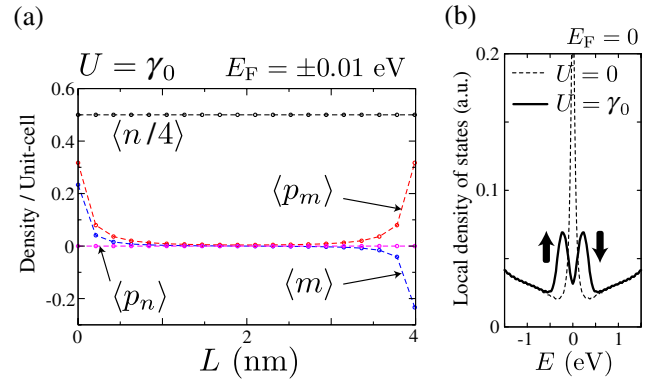 (a)
U = γ₀
E_F = ±0.01 eV
0.6
0.4
0.2
0
-0.2
Density / Unit-cell
⟨n/4⟩
⟨p_m⟩
⟨p_n⟩
⟨m⟩
0
1
2
3
4
L (nm)
(b)
E_F = 0
U = 0
U = γ₀
0.2
0.1
0
Local density of states (a.u.)
-1
0
1
E (eV)